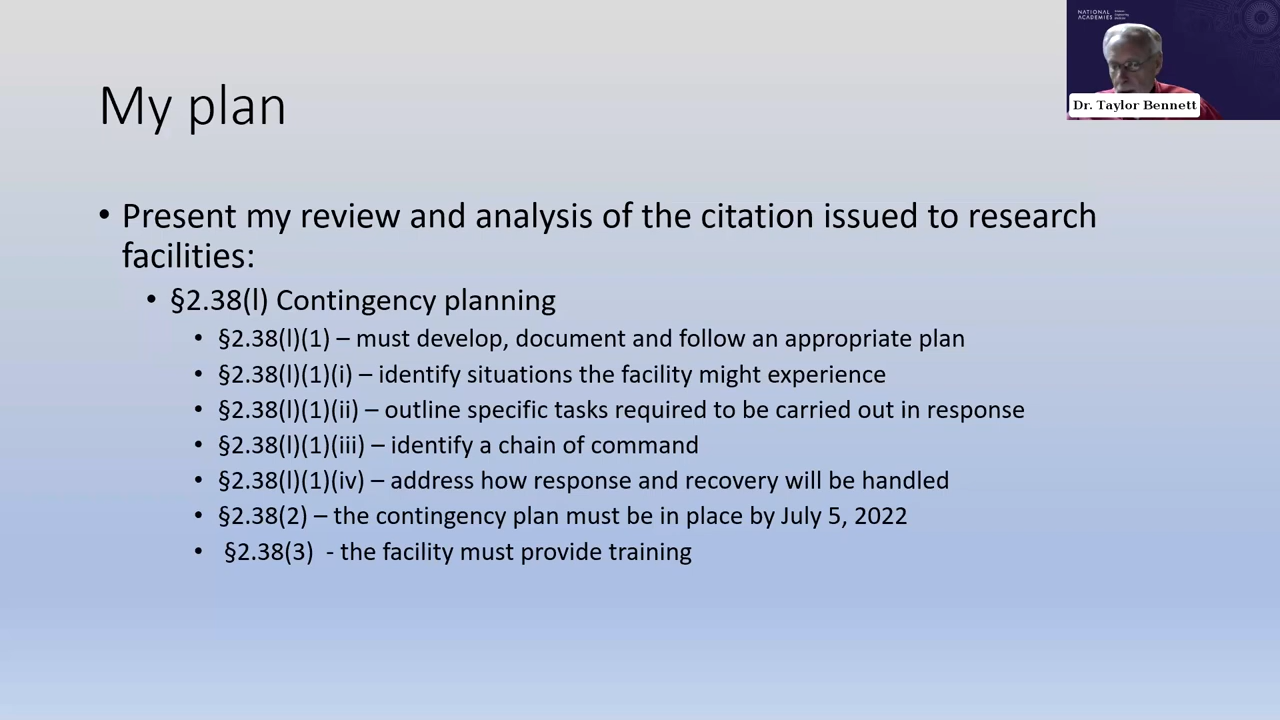 NATIONAL
ACADEMIES
Dr. Taylor Bennett
My plan
• Present my review and analysis of the citation issued to research
facilities:
• §2.38(l) Contingency planning
• §2.38(l)(1) – must develop, document and follow an appropriate plan
• §2.38(l)(1)(i) – identify situations the facility might experience
• §2.38(l)(1)(ii) – outline specific tasks required to be carried out in response
• §2.38(l)(1)(iii) – identify a chain of command
• §2.38(l)(1)(iv) – address how response and recovery will be handled
• §2.38(2) – the contingency plan must be in place by July 5, 2022
• §2.38(3)  - the facility must provide training